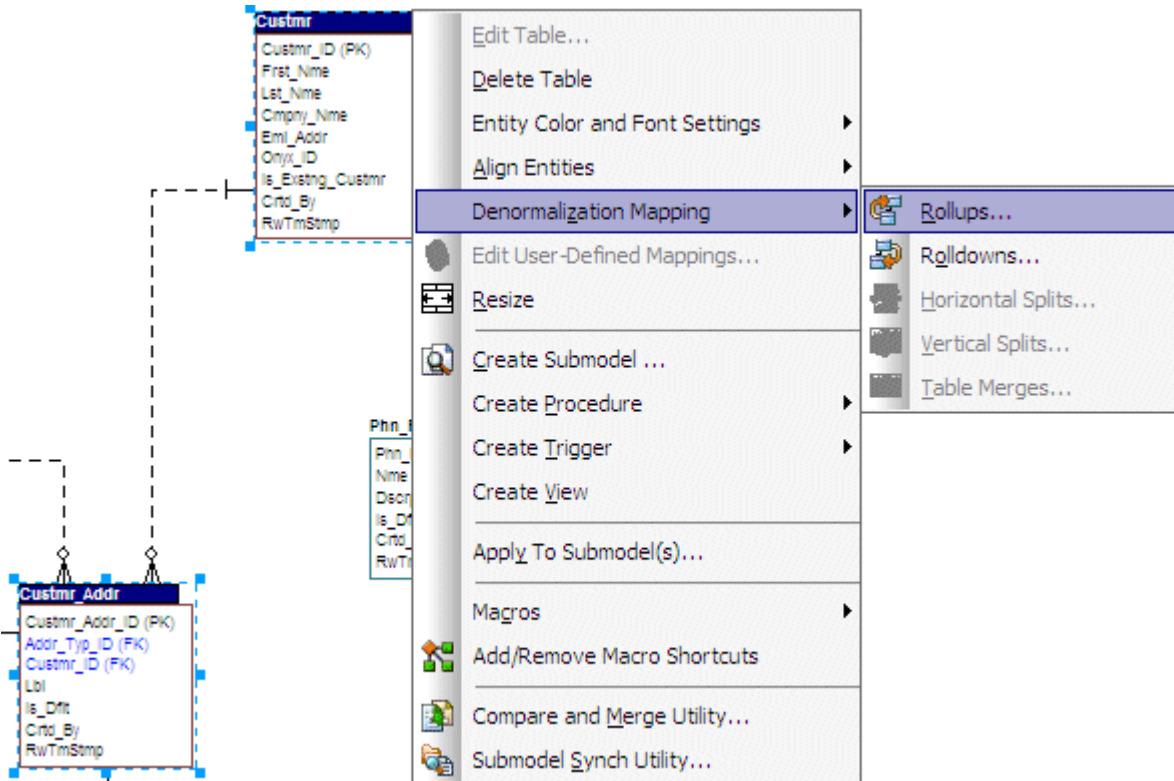 Custmr
Custmr_ID (PK)
Frst_Nme
Lst_Nme
Cmpny_Nme
Eml_Addr
Onyx_ID
Is_Exstng_Custmr
Crtd_By
RwTmStmp
Edit Table...
Delete Table
Entity Color and Font Settings
Align Entities
Denormalization Mapping
Edit User-Defined Mappings...
Resize
Create Submodel ...
Create Procedure
Create Trigger
Create View
Apply To Submodel(s)...
Macros
Add/Remove Macro Shortcuts
Compare and Merge Utility...
Submodel Synch Utility...
Rollups...
Rolldowns...
Horizontal Splits...
Vertical Splits...
Table Merges...
Nme
Custmr_Addr
Custmr_Addr_ID (PK)
Addr_Typ_ID (FK)
Custmr_ID (FK)
Lbl
Is_Dflt
Crtd_By
RwTmStmp